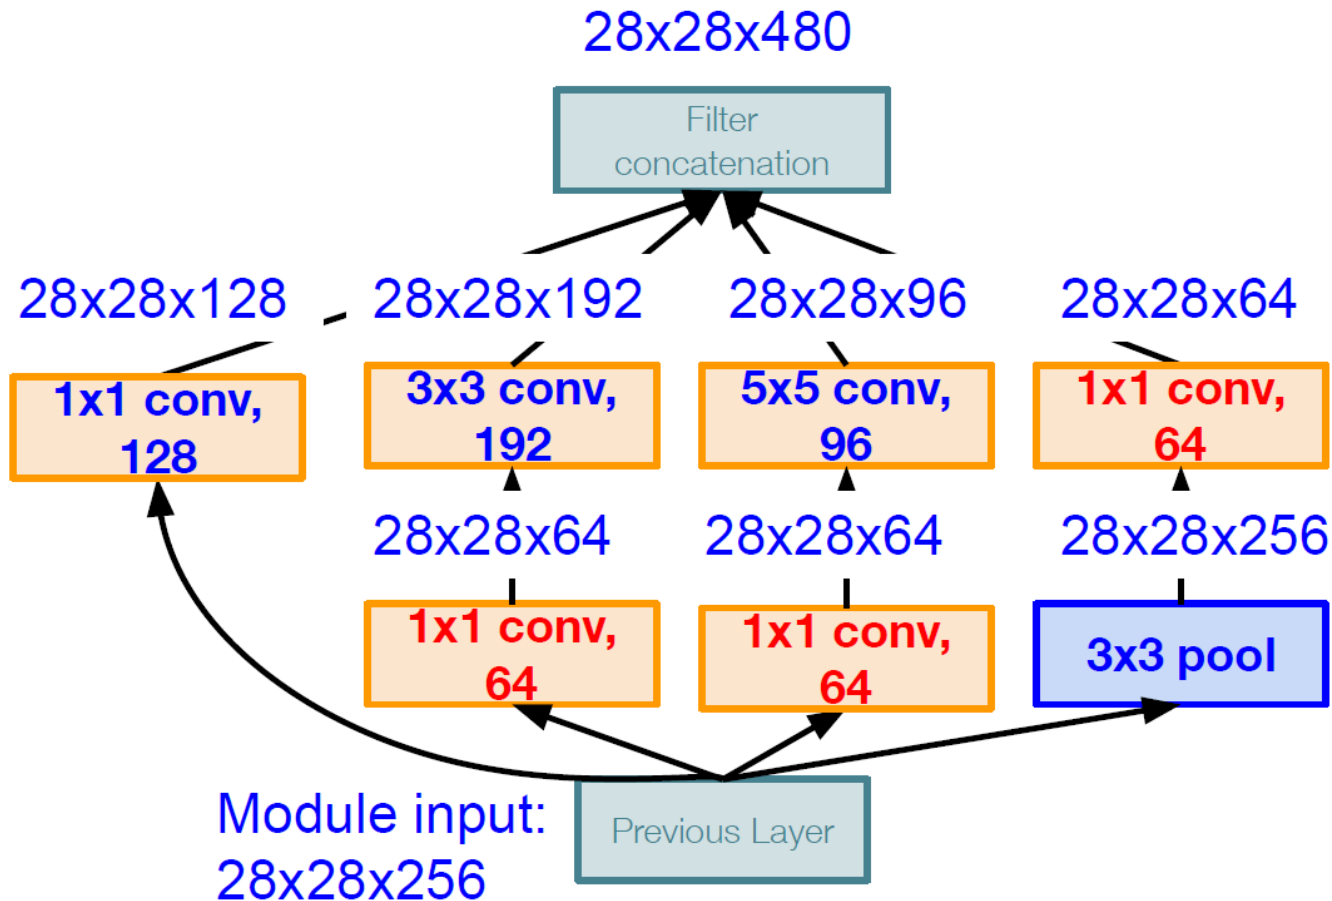 28x28x480
Filter
concatenation
28x28x128
28x28x192
28x28x96
28x28x64
1x1 conv,
128
3x3 conv,
192
5x5 conv,
96
1x1 conv,
64
28x28x64
28x28x64
28x28x256
1x1 conv,
64
1x1 conv,
64
3x3 pool
Module input:
28x28x256
Previous Layer